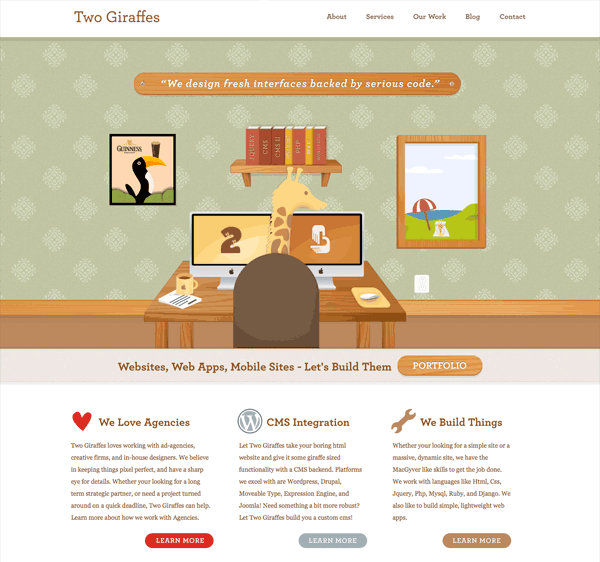 Two Giraffes
About Services Our Work Blog Contact
“We design fresh interfaces backed by serious code.”
GUINNESS
JQUERY CMS CMS II PHP
2
Websites, Web Apps, Mobile Sites - Let's Build Them PORTFOLIO
We Love Agencies
Two Giraffes loves working with ad-agencies,
creative firms, and in-house designers. We believe
in keeping things pixel perfect, and have a sharp
eye for details. Whether your looking for a long
term strategic partner, or need a project turned
around on a quick deadline, Two Giraffes can help.
Learn more about how we work with Agencies.
LEARN MORE
CMS Integration
Let Two Giraffes take your boring html
website and give it some giraffe sized
functionality with a CMS backend. Platforms
we excel with are Wordpress, Drupal,
Moveable Type, Expression Engine, and
Joomla! Need something a bit more robust?
Let Two Giraffes build you a custom cms!
LEARN MORE
We Build Things
Whether your looking for a simple site or a
massive, dynamic site, we have the
MacGyver like skills to get the job done.
We work with languages like Html, Css,
Jquery, Php, Mysql, Ruby, and Django. We
also like to build simple, lightweight web
apps.
LEARN MORE